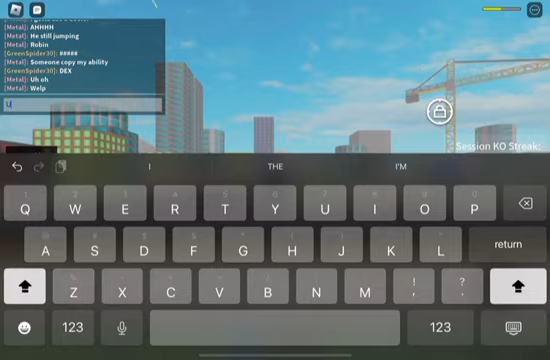 [Metal]: AHHHH
[Metal]: He still jumping
[Metal]: Robin
[GreenSpider30]: #####
[Metal]: Someone copy my ability
[GreenSpider30]: DEX
[Metal]: Uh oh
[Metal]: Welp
Session KO Streak:
I THE I'M
Q W E R T Y U I O P
A S D F G H J K L return
Z X C V B N M ! , ? .
123 123